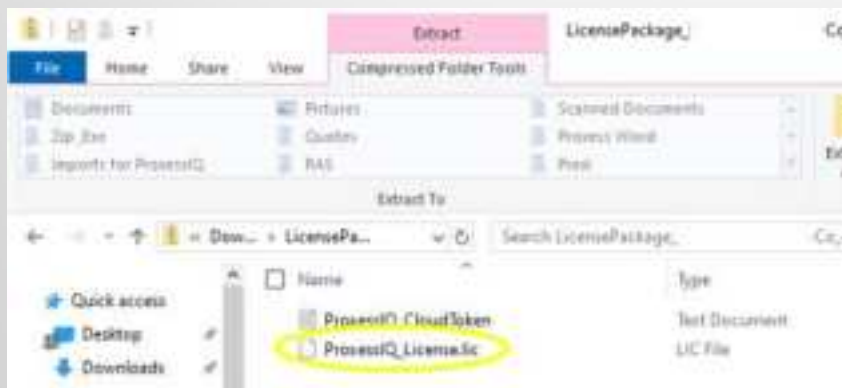 Extract LicensePackage_
File Home Share View Compressed Folder Tools
Documents Pictures Scanned Documents
Zip_Exe Quotes Prosess Word
Imports for ProsessIQ RAS
Extract To
« Dow... › LicensePa... Search LicensePackage_
Name Type
Quick access
ProsessIQ_CloudToken Text Document
Desktop
ProsessIQ_License.lic LIC File
Downloads